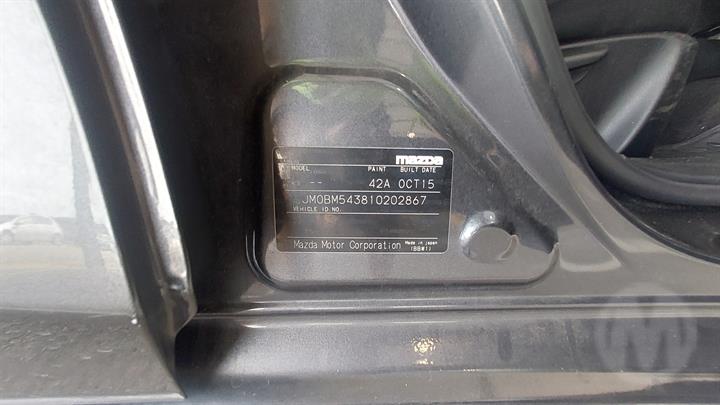 mazda
MODEL PAINT BUILT DATE
42A OCT15
JM0BM543810202867
VEHICLE ID.NO.
Mazda Motor Corporation Made in Japan
(BBW1)
M